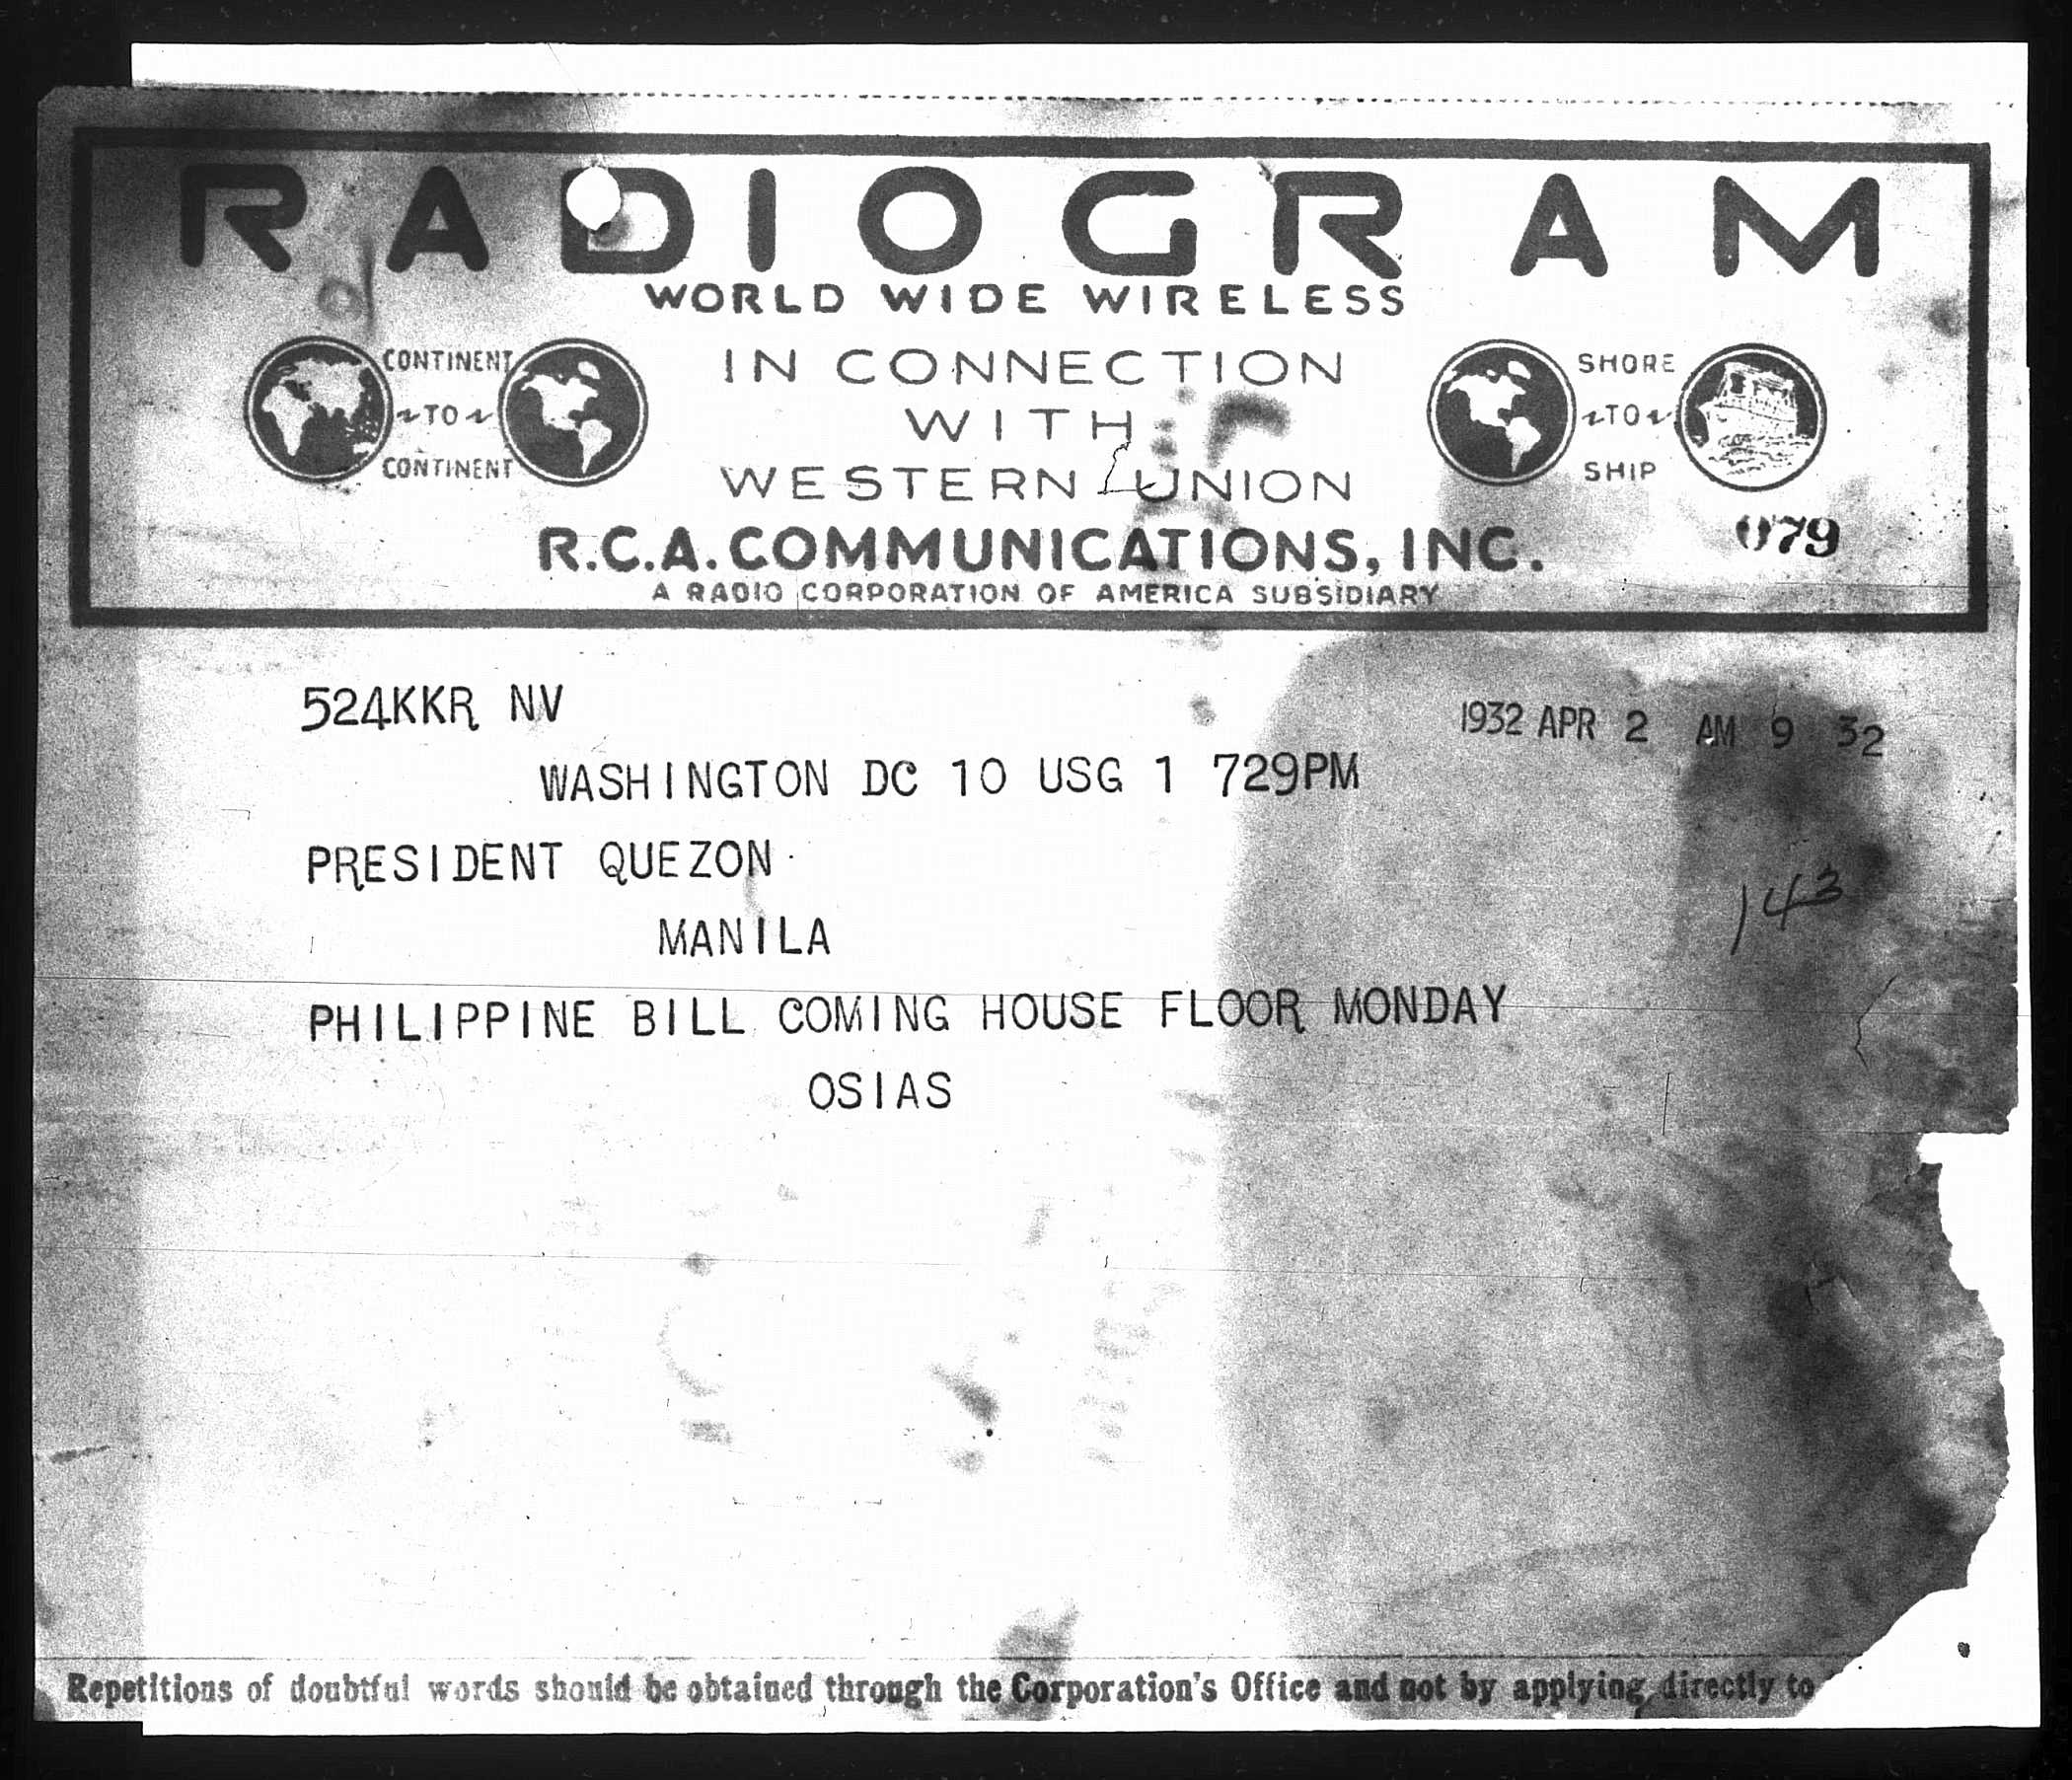 RADIOGRAM
WORLD WIDE WIRELESS
CONTINENT
TO
CONTINENT
IN CONNECTION
WITH
WESTERN UNION
SHORE
TO
SHIP
R.C.A. COMMUNICATIONS, INC.
079
A RADIO CORPORATION OF AMERICA SUBSIDIARY
524KKR NV
1932 APR 2 AM 9 32
WASHINGTON DC 10 USG 1 729PM
PRESIDENT QUEZON
143
MANILA
PHILIPPINE BILL COMING HOUSE FLOOR MONDAY
OSIAS
Repetitions of doubtful words should be obtained through the Corporation's Office and not by applying directly to